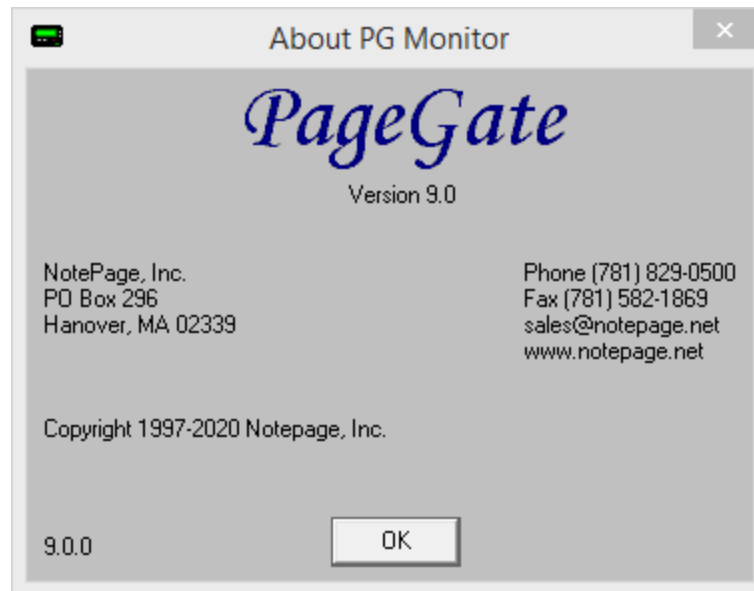 About PG Monitor
PageGate
Version 9.0
NotePage, Inc.
PO Box 296
Hanover, MA 02339
Phone (781) 829-0500
Fax (781) 582-1869
sales@notepage.net
www.notepage.net
Copyright 1997-2020 Notepage, Inc.
9.0.0
OK